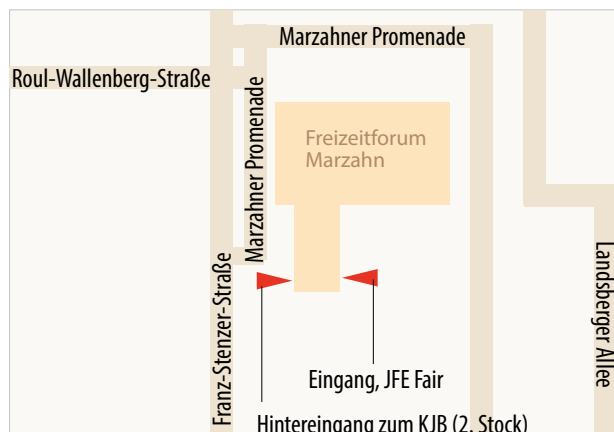 Marzahner Promenade
Roul-Wallenberg-Straße
Marzahner Promenade
Freizeitforum
Marzahn
Franz-Stenzer-Straße
Landsberger Allee
Eingang, JFE Fair
Hintereingang zum KJB (2. Stock)